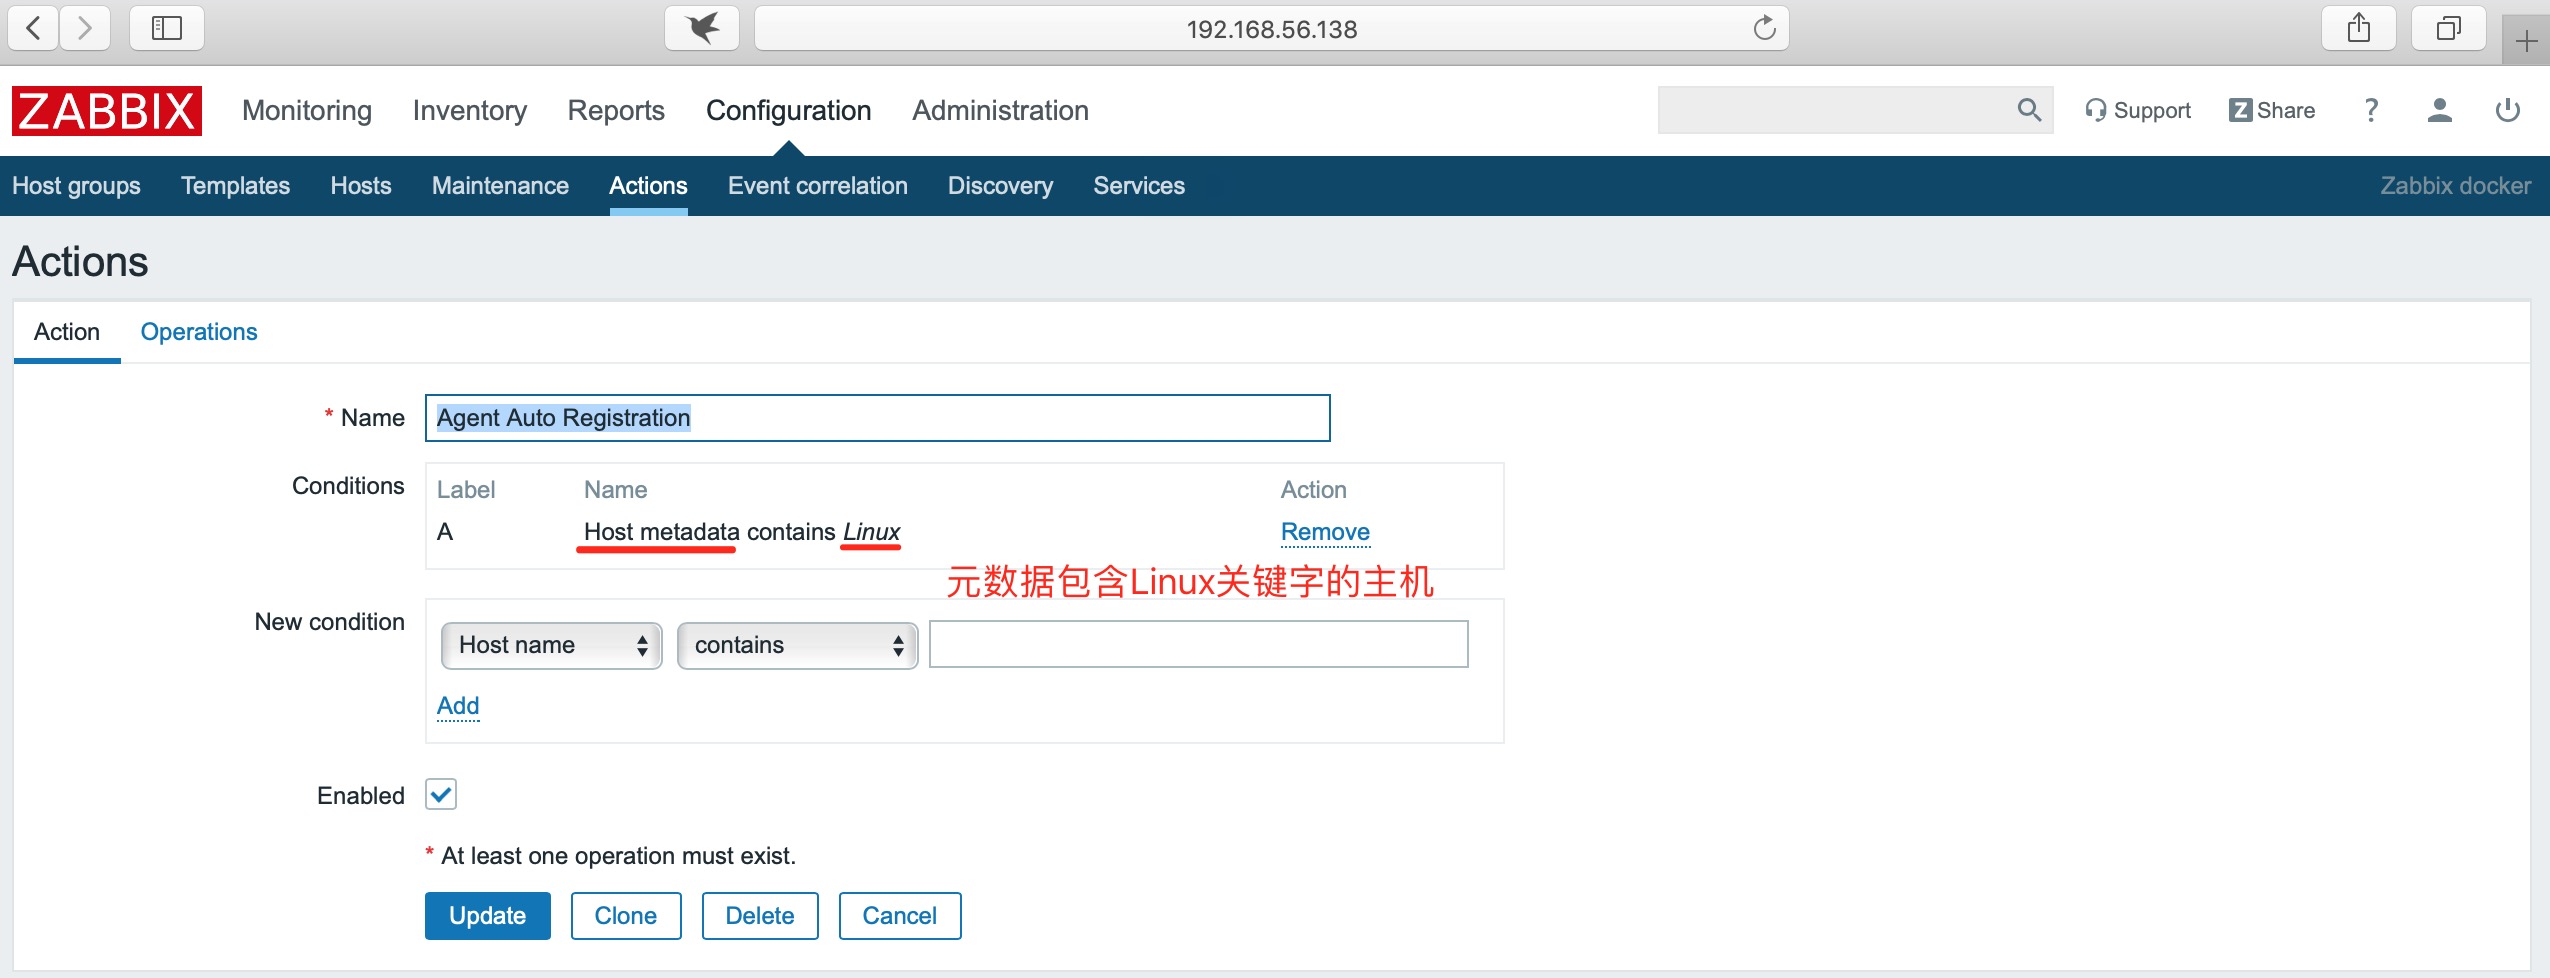 192.168.56.138
ZABBIX Monitoring Inventory Reports Configuration Administration Support Z Share ?
Host groups Templates Hosts Maintenance Actions Event correlation Discovery Services Zabbix docker
Actions
Action Operations
* Name Agent Auto Registration
Conditions Label Name Action
A Host metadata contains Linux Remove
元数据包含Linux关键字的主机
New condition Host name contains
Add
Enabled
* At least one operation must exist.
Update Clone Delete Cancel